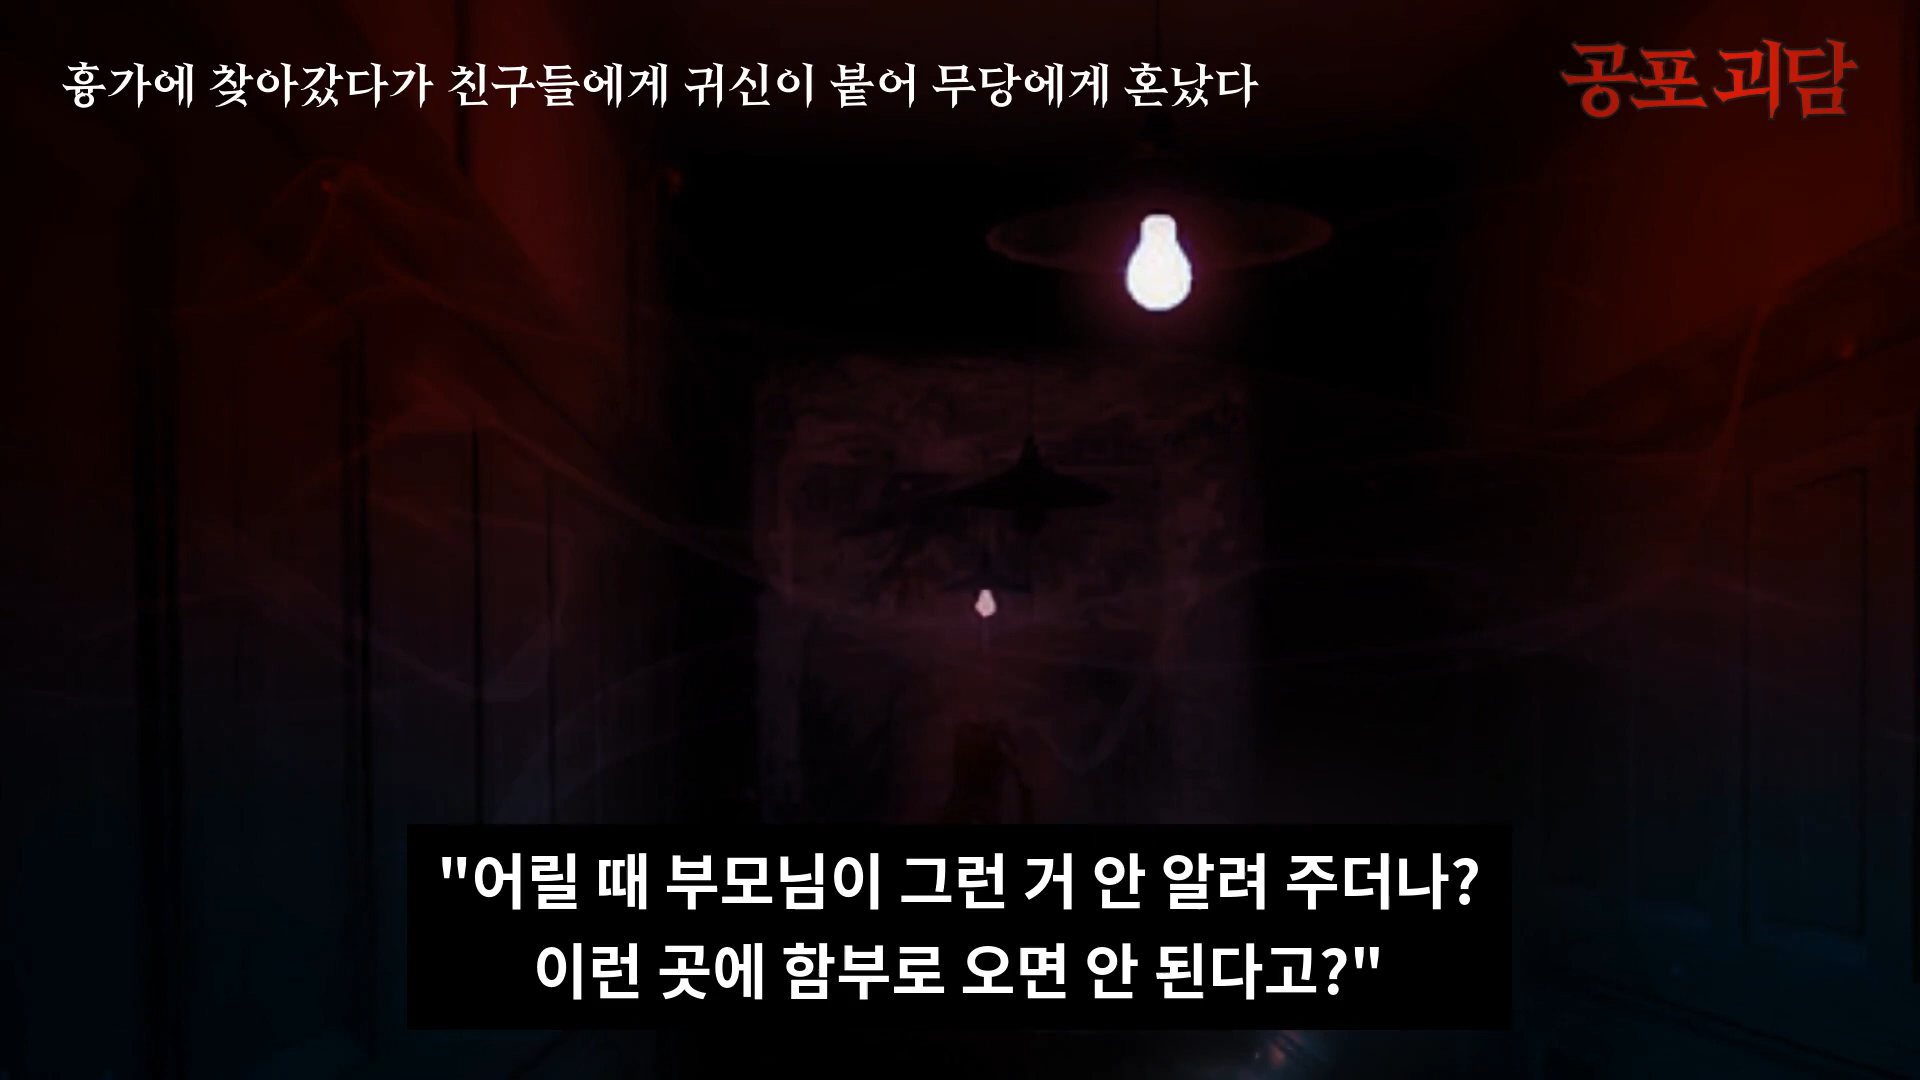 흉가에 찾아갔다가 친구들에게 귀신이 붙어 무당에게 혼났다
공포 괴담
"어릴 때 부모님이 그런 거 안 알려 주더나?
이런 곳에 함부로 오면 안 된다고?"